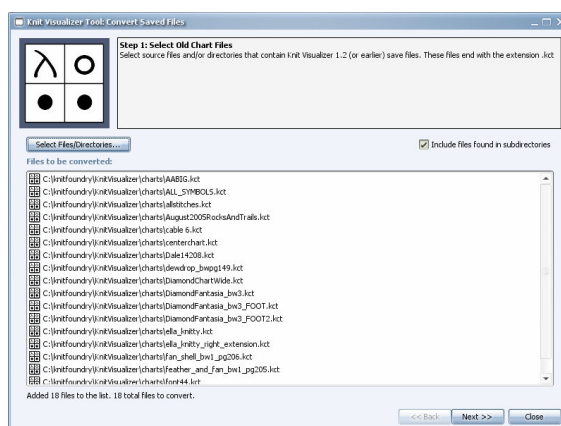 Knit Visualizer Tool: Convert Saved Files
Step 1: Select Old Chart Files
Select source files and/or directories that contain Knit Visualizer 1.2 (or earlier) save files. These files end with the extension .kct
Select Files/Directories...
Include files found in subdirectories
Files to be converted:
C:\knitfoundry\KnitVisualizer\charts\AABIG.kct
C:\knitfoundry\KnitVisualizer\charts\ALL_SYMBOLS.kct
C:\knitfoundry\KnitVisualizer\charts\allstitches.kct
C:\knitfoundry\KnitVisualizer\charts\August2005RocksAndTrails.kct
C:\knitfoundry\KnitVisualizer\charts\cable 6.kct
C:\knitfoundry\KnitVisualizer\charts\centerchart.kct
C:\knitfoundry\KnitVisualizer\charts\Dale14208.kct
C:\knitfoundry\KnitVisualizer\charts\dewdrop_bwpg149.kct
C:\knitfoundry\KnitVisualizer\charts\DiamondChartWide.kct
C:\knitfoundry\KnitVisualizer\charts\DiamondFantasia_bw3.kct
C:\knitfoundry\KnitVisualizer\charts\DiamondFantasia_bw3_FOOT.kct
C:\knitfoundry\KnitVisualizer\charts\DiamondFantasia_bw3_FOOT2.kct
C:\knitfoundry\KnitVisualizer\charts\ella_knitty.kct
C:\knitfoundry\KnitVisualizer\charts\ella_knitty_right_extension.kct
C:\knitfoundry\KnitVisualizer\charts\fan_shell_bw1_pg206.kct
C:\knitfoundry\KnitVisualizer\charts\feather_and_fan_bw1_pg205.kct
C:\knitfoundry\KnitVisualizer\charts\font44.kct
Added 18 files to the list. 18 total files to convert.
<< Back
Next >>
Close